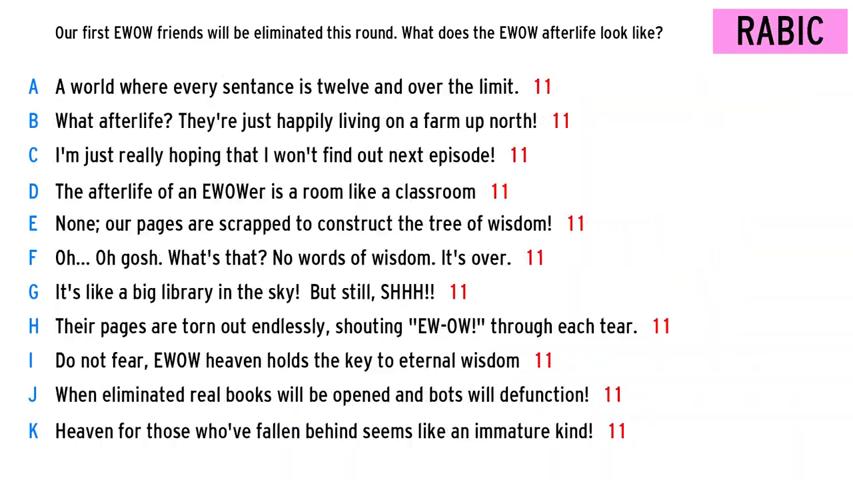 Our first EWOW friends will be eliminated this round. What does the EWOW afterlife look like?
RABIC
A A world where every sentence is twelve and over the limit. 11
B What afterlife? They're just happily living on a farm up north! 11
C I'm just really hoping that I won't find out next episode! 11
D The afterlife of an EWOWer is a room like a classroom 11
E None; our pages are scrapped to construct the tree of wisdom! 11
F Oh... Oh gosh. What's that? No words of wisdom. It's over. 11
G It's like a big library in the sky! But still, SHHH!! 11
H Their pages are torn out endlessly, shouting "EW-OW!" through each tear. 11
I Do not fear, EWOW heaven holds the key to eternal wisdom 11
J When eliminated real books will be opened and bots will defunction! 11
K Heaven for those who've fallen behind seems like an immature kind! 11